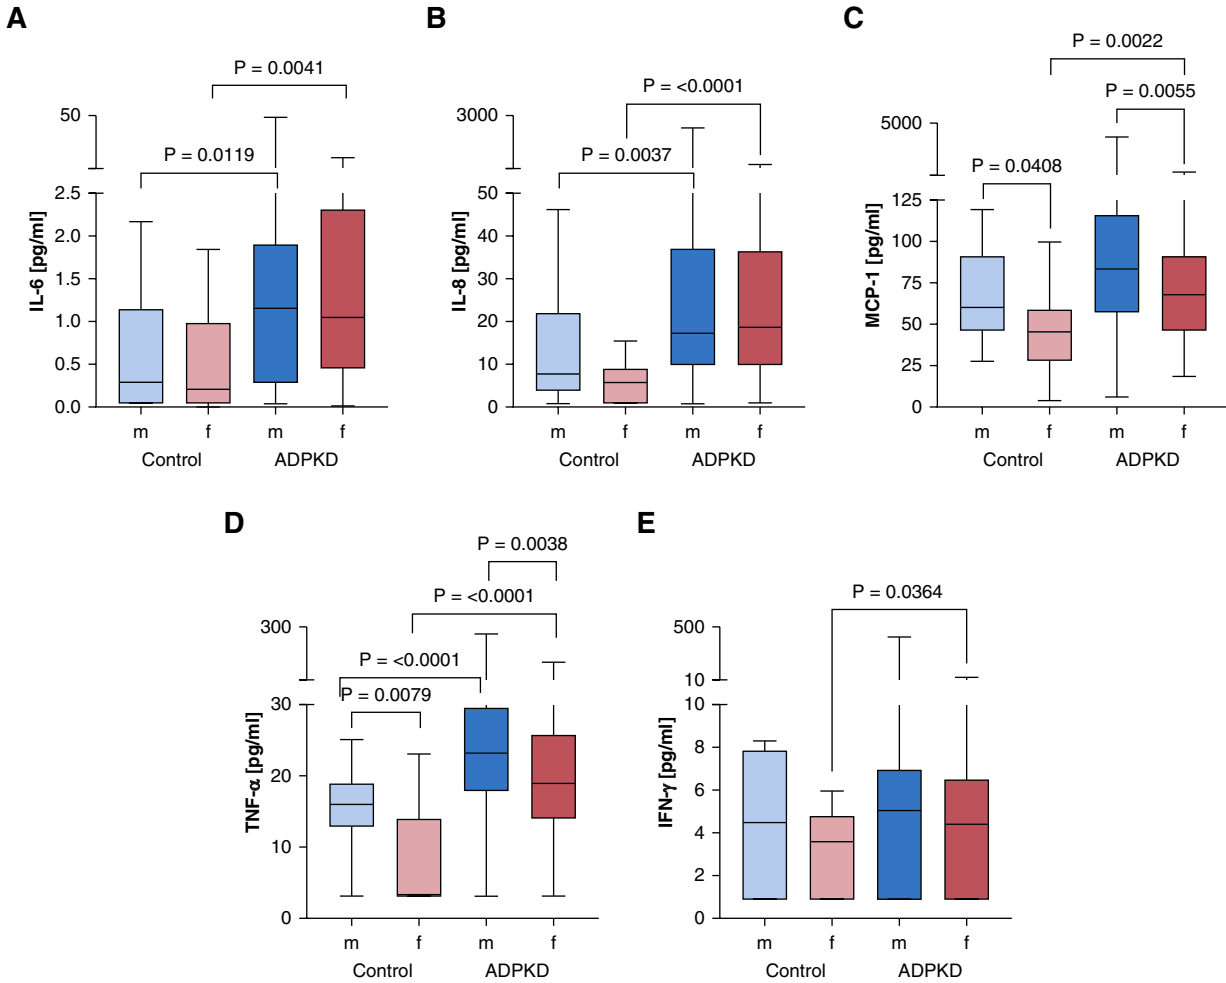 A
P = 0.0041
50
P = 0.0119
2.5
2.0
1.5
1.0
0.5
0.0
IL-6 [pg/ml]
m f m f
Control ADPKD
B
P = <0.0001
3000
P = 0.0037
50
40
30
20
10
0
IL-8 [pg/ml]
m f m f
Control ADPKD
C
P = 0.0022
P = 0.0055
5000
P = 0.0408
125
100
75
50
25
0
MCP-1 [pg/ml]
m f m f
Control ADPKD
D
P = 0.0038
P = <0.0001
300
P = <0.0001
P = 0.0079
30
20
10
0
TNF-α [pg/ml]
m f m f
Control ADPKD
E
P = 0.0364
500
10
10
8
6
4
2
0
IFN-γ [pg/ml]
m f m f
Control ADPKD